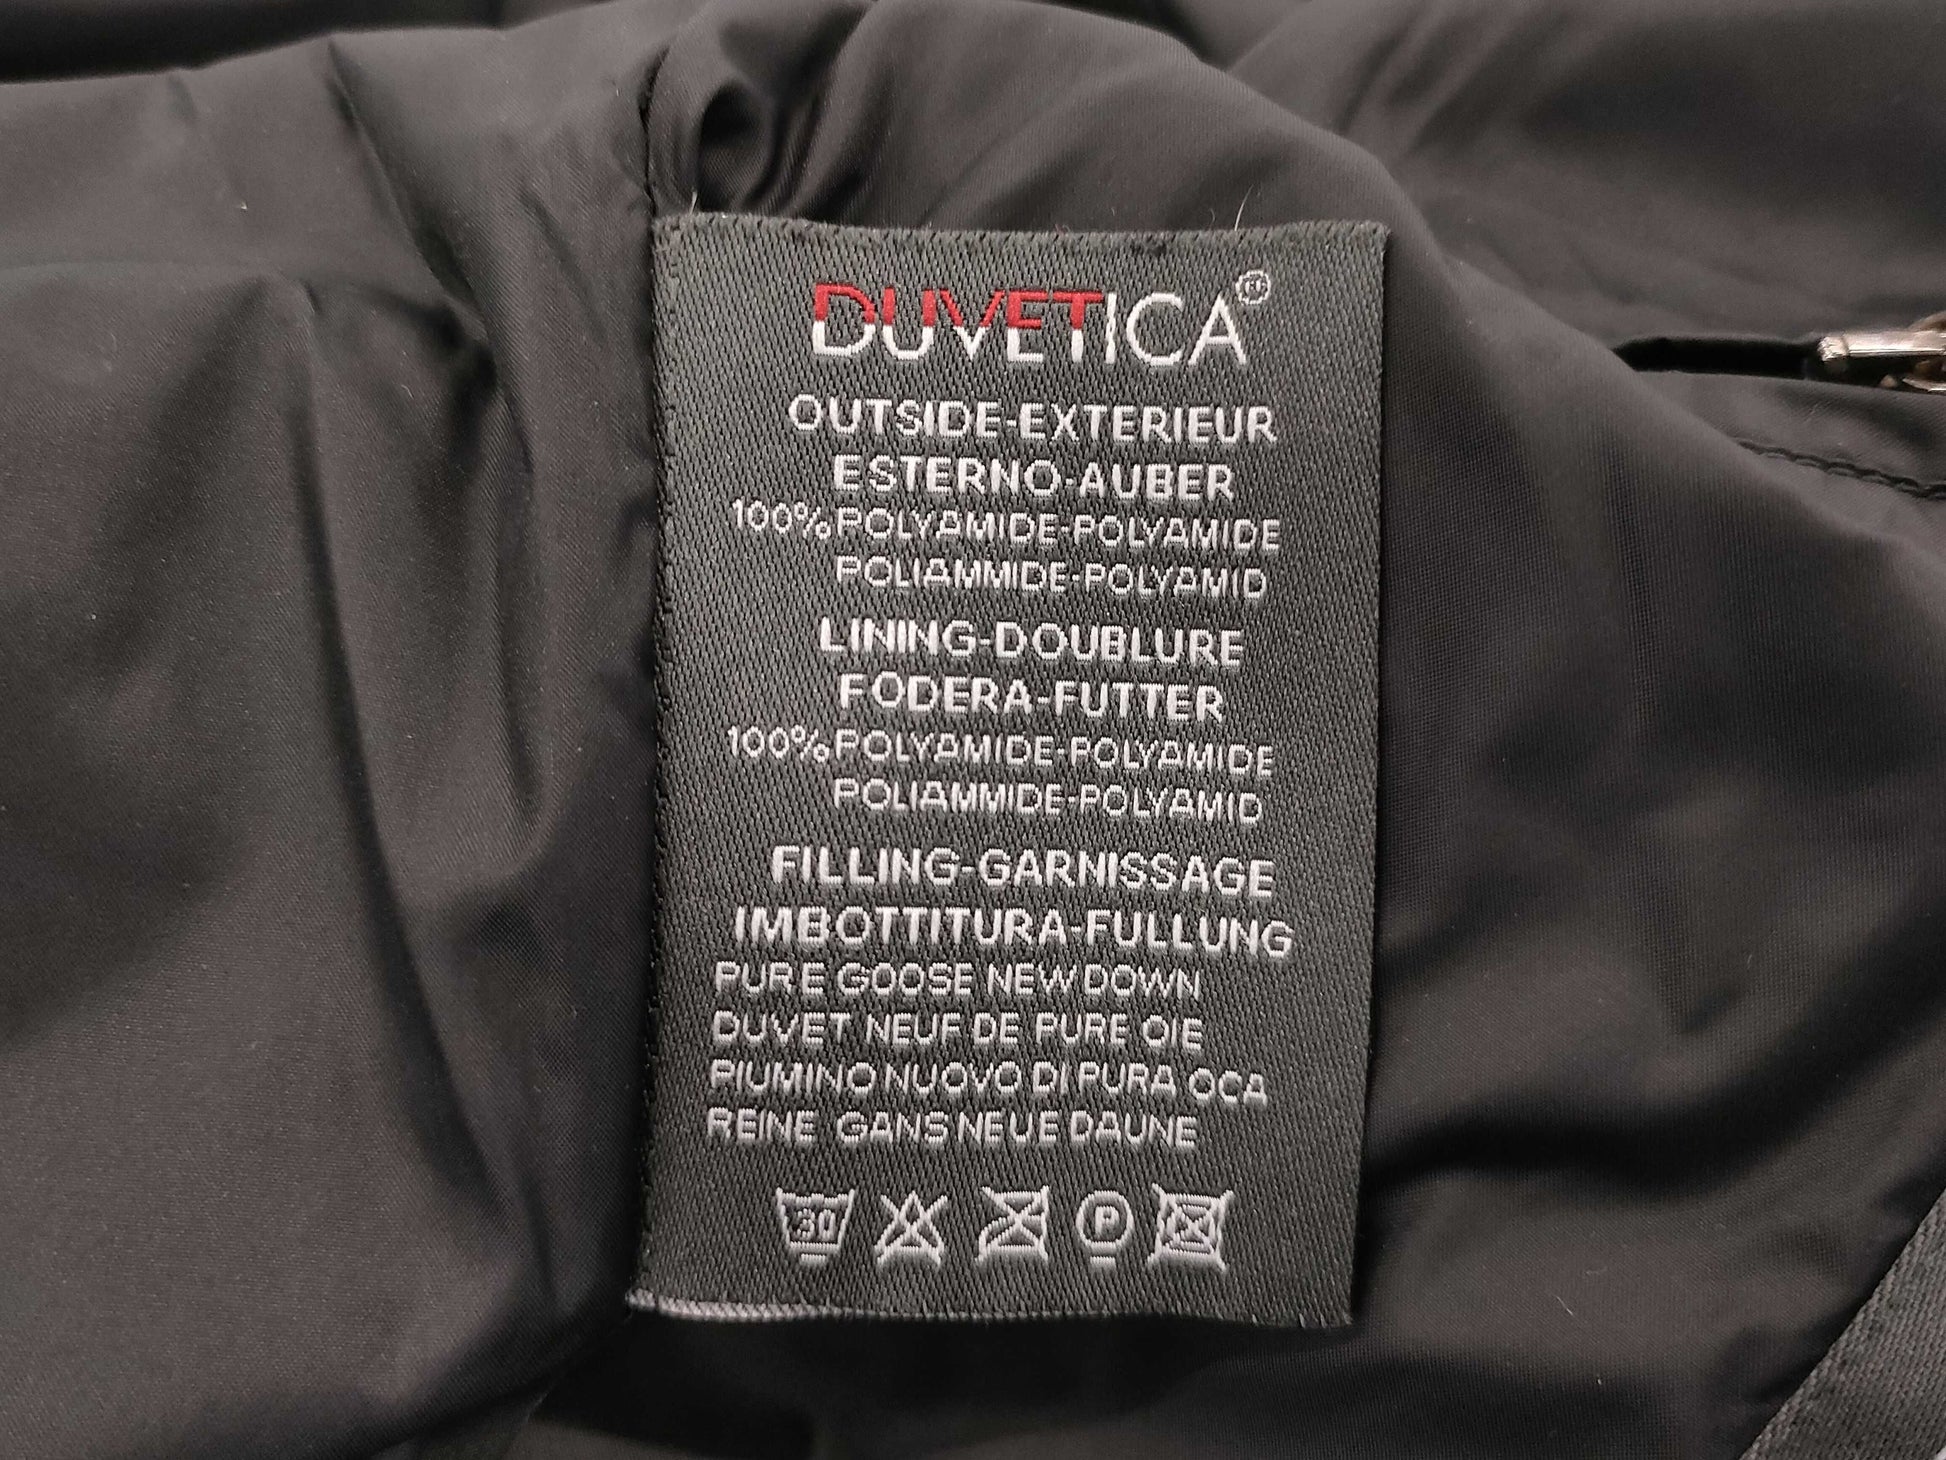 DUVETICA®
OUTSIDE-EXTERIEUR
ESTERNO-AUBER
100% POLYAMIDE-POLYAMIDE
POLIAMMIDE-POLYAMID
LINING-DOUBLURE
FODERA-FUTTER
100% POLYAMIDE-POLYAMIDE
POLIAMMIDE-POLYAMID
FILLING-GARNISSAGE
IMBOTTITURA-FULLUNG
PURE GOOSE NEW DOWN
DUVET NEUF DE PURE OIE
PIUMINO NUOVO DI PURA OCA
REINE GANS NEUE DAUNE
30 P